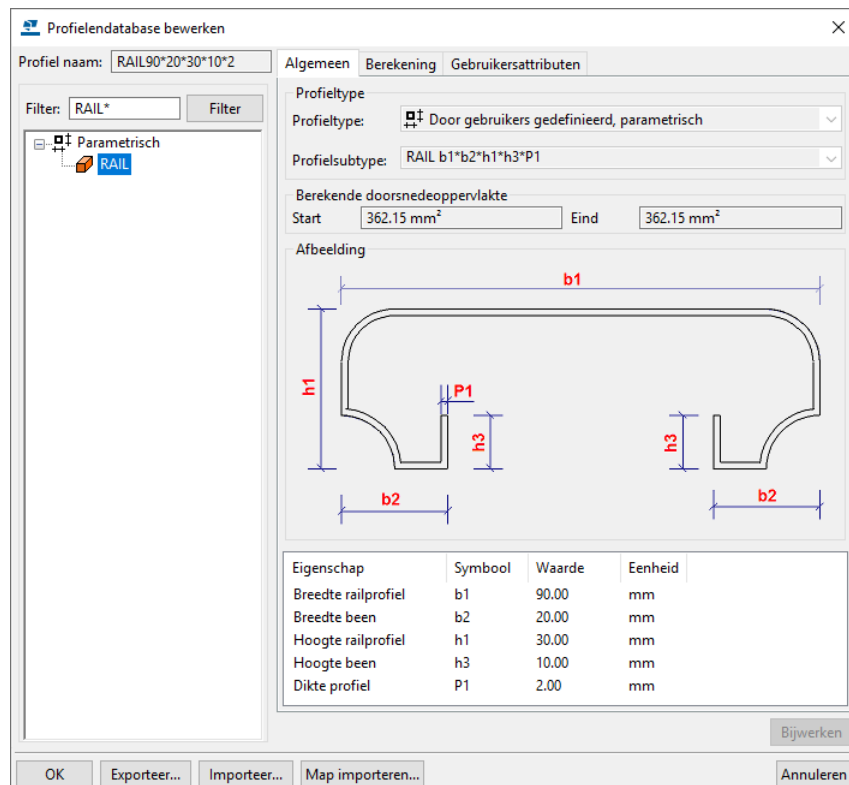 Profielendatabase bewerken
Profiel naam: RAIL90*20*30*10*2
Filter: RAIL* Filter
Parametrisch
RAIL
Algemeen Berekening Gebruikersattributen
Profieltype
Profieltype: Door gebruikers gedefinieerd, parametrisch
Profielsubtype: RAIL b1*b2*h1*h3*P1
Berekende doorsnedeoppervlakte
Start 362.15 mm² Eind 362.15 mm²
Afbeelding
b1
h1
P1
h3 h3
b2 b2
Eigenschap Symbool Waarde Eenheid
Breedte railprofiel b1 90.00 mm
Breedte been b2 20.00 mm
Hoogte railprofiel h1 30.00 mm
Hoogte been h3 10.00 mm
Dikte profiel P1 2.00 mm
Bijwerken
OK Exporteer... Importeer... Map importeren... Annuleren